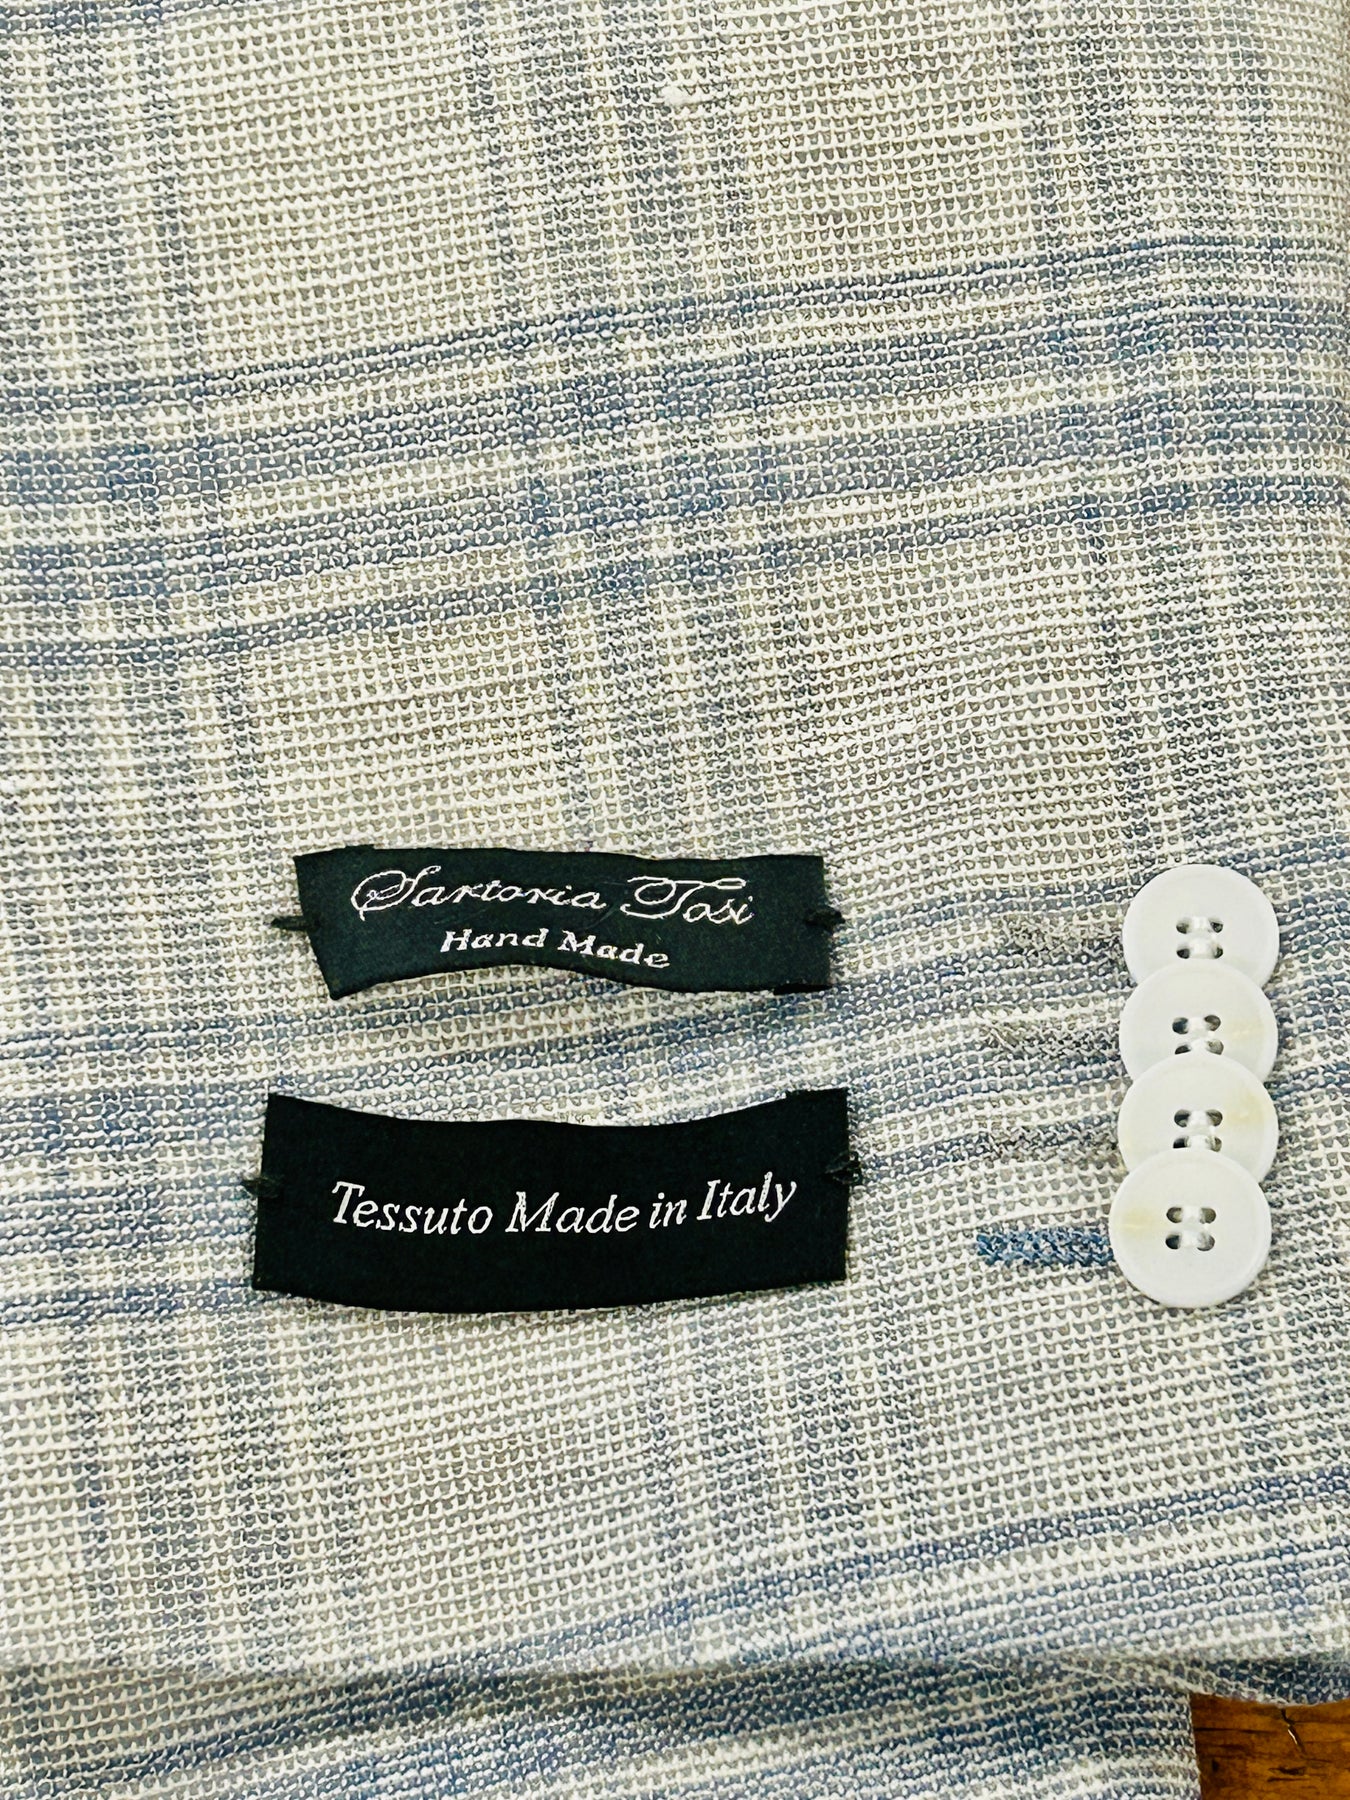 Sartoria Tosi
Hand Made
Tessuto Made in Italy